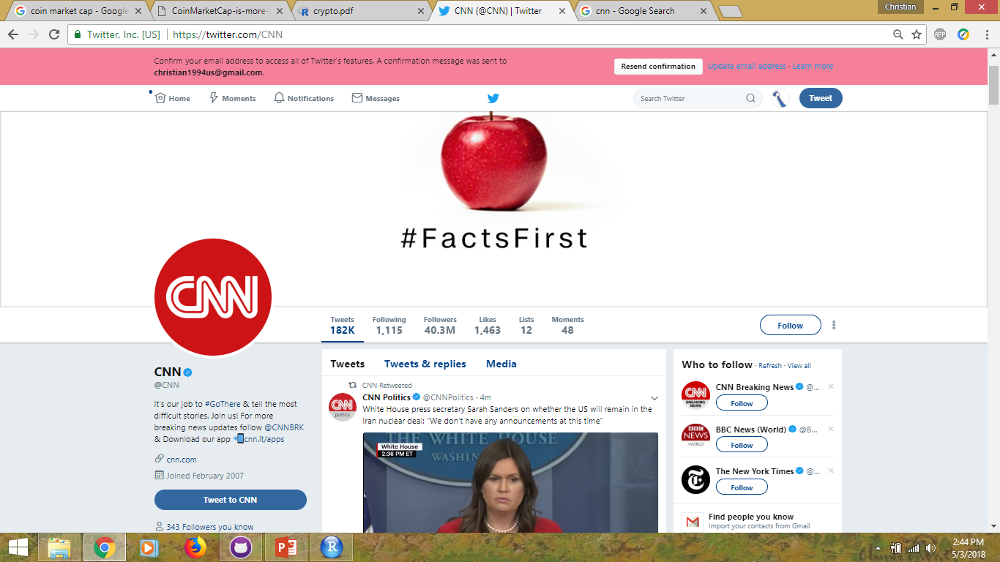 coin market cap - Google
CoinMarketCap-is-more-
crypto.pdf
CNN (@CNN) | Twitter
cnn - Google Search
Christian
Twitter, Inc. [US]
https://twitter.com/CNN
ABP
Confirm your email address to access all of Twitter's features. A confirmation message was sent to
christian1994us@gmail.com.
Resend confirmation
Update email address · Learn more
Home
Moments
Notifications
Messages
Search Twitter
Tweet
#FactsFirst
CNN
Tweets
182K
Following
1,115
Followers
40.3M
Likes
1,463
Lists
12
Moments
48
Follow
CNN
@CNN
It's our job to #GoThere & tell the most
difficult stories. Join us! For more
breaking news updates follow @CNNBRK
& Download our app cnn.it/apps
cnn.com
Joined February 2007
Tweet to CNN
343 Followers you know
Tweets
Tweets & replies
Media
CNN Retweeted
CNN politics
CNN Politics @CNNPolitics · 4m
White House press secretary Sarah Sanders on whether the US will remain in the
Iran nuclear deal: "We don't have any announcements at this time"
THE WHITE HOUSE
WASHING
White House
2:36 PM ET
Who to follow · Refresh · View all
CNN
BREAKING
NEWS
CNN Breaking News @...
Follow
BBC
NEWS
WORLD
BBC News (World) @B...
Follow
The New York Times @...
Follow
Find people you know
Import your contacts from Gmail
2:44 PM
5/3/2018